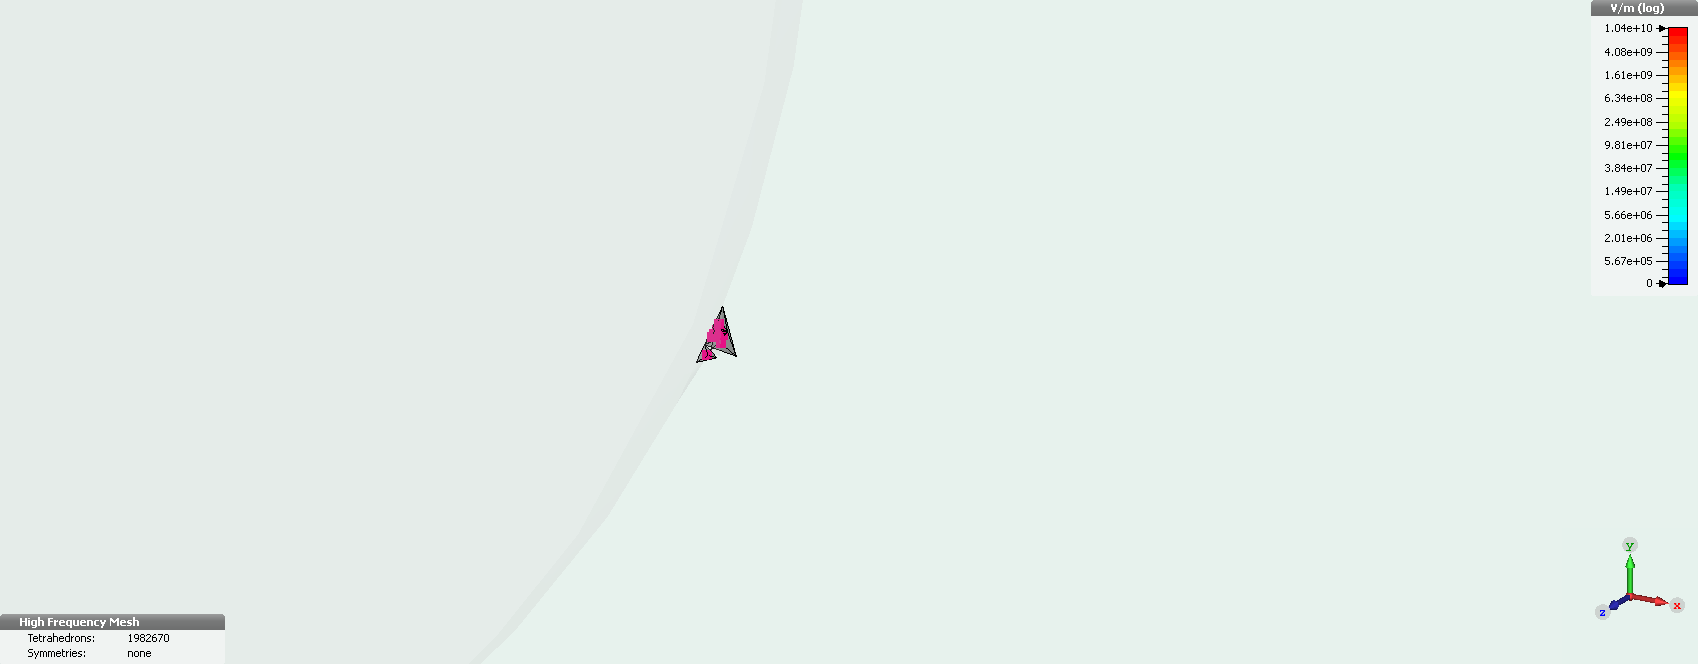 V/m (log)
1.04e+10
4.08e+09
1.61e+09
6.34e+08
2.49e+08
9.81e+07
3.84e+07
1.49e+07
5.66e+06
2.01e+06
5.67e+05
0
Y
x
z
High Frequency Mesh
Tetrahedrons: 1982670
Symmetries: none